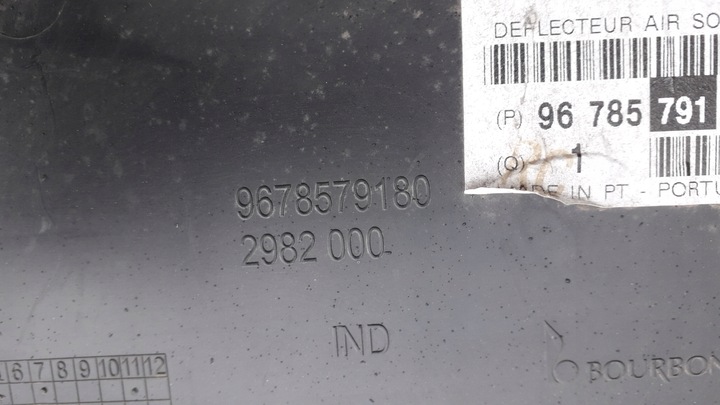 DEFLECTEUR AIR SO
(P) 96 785 791
(Q) 1
MADE IN PT - PORTU
9678579180
2982 000
IND
6 7 8 9 10 11 12
BOURBON